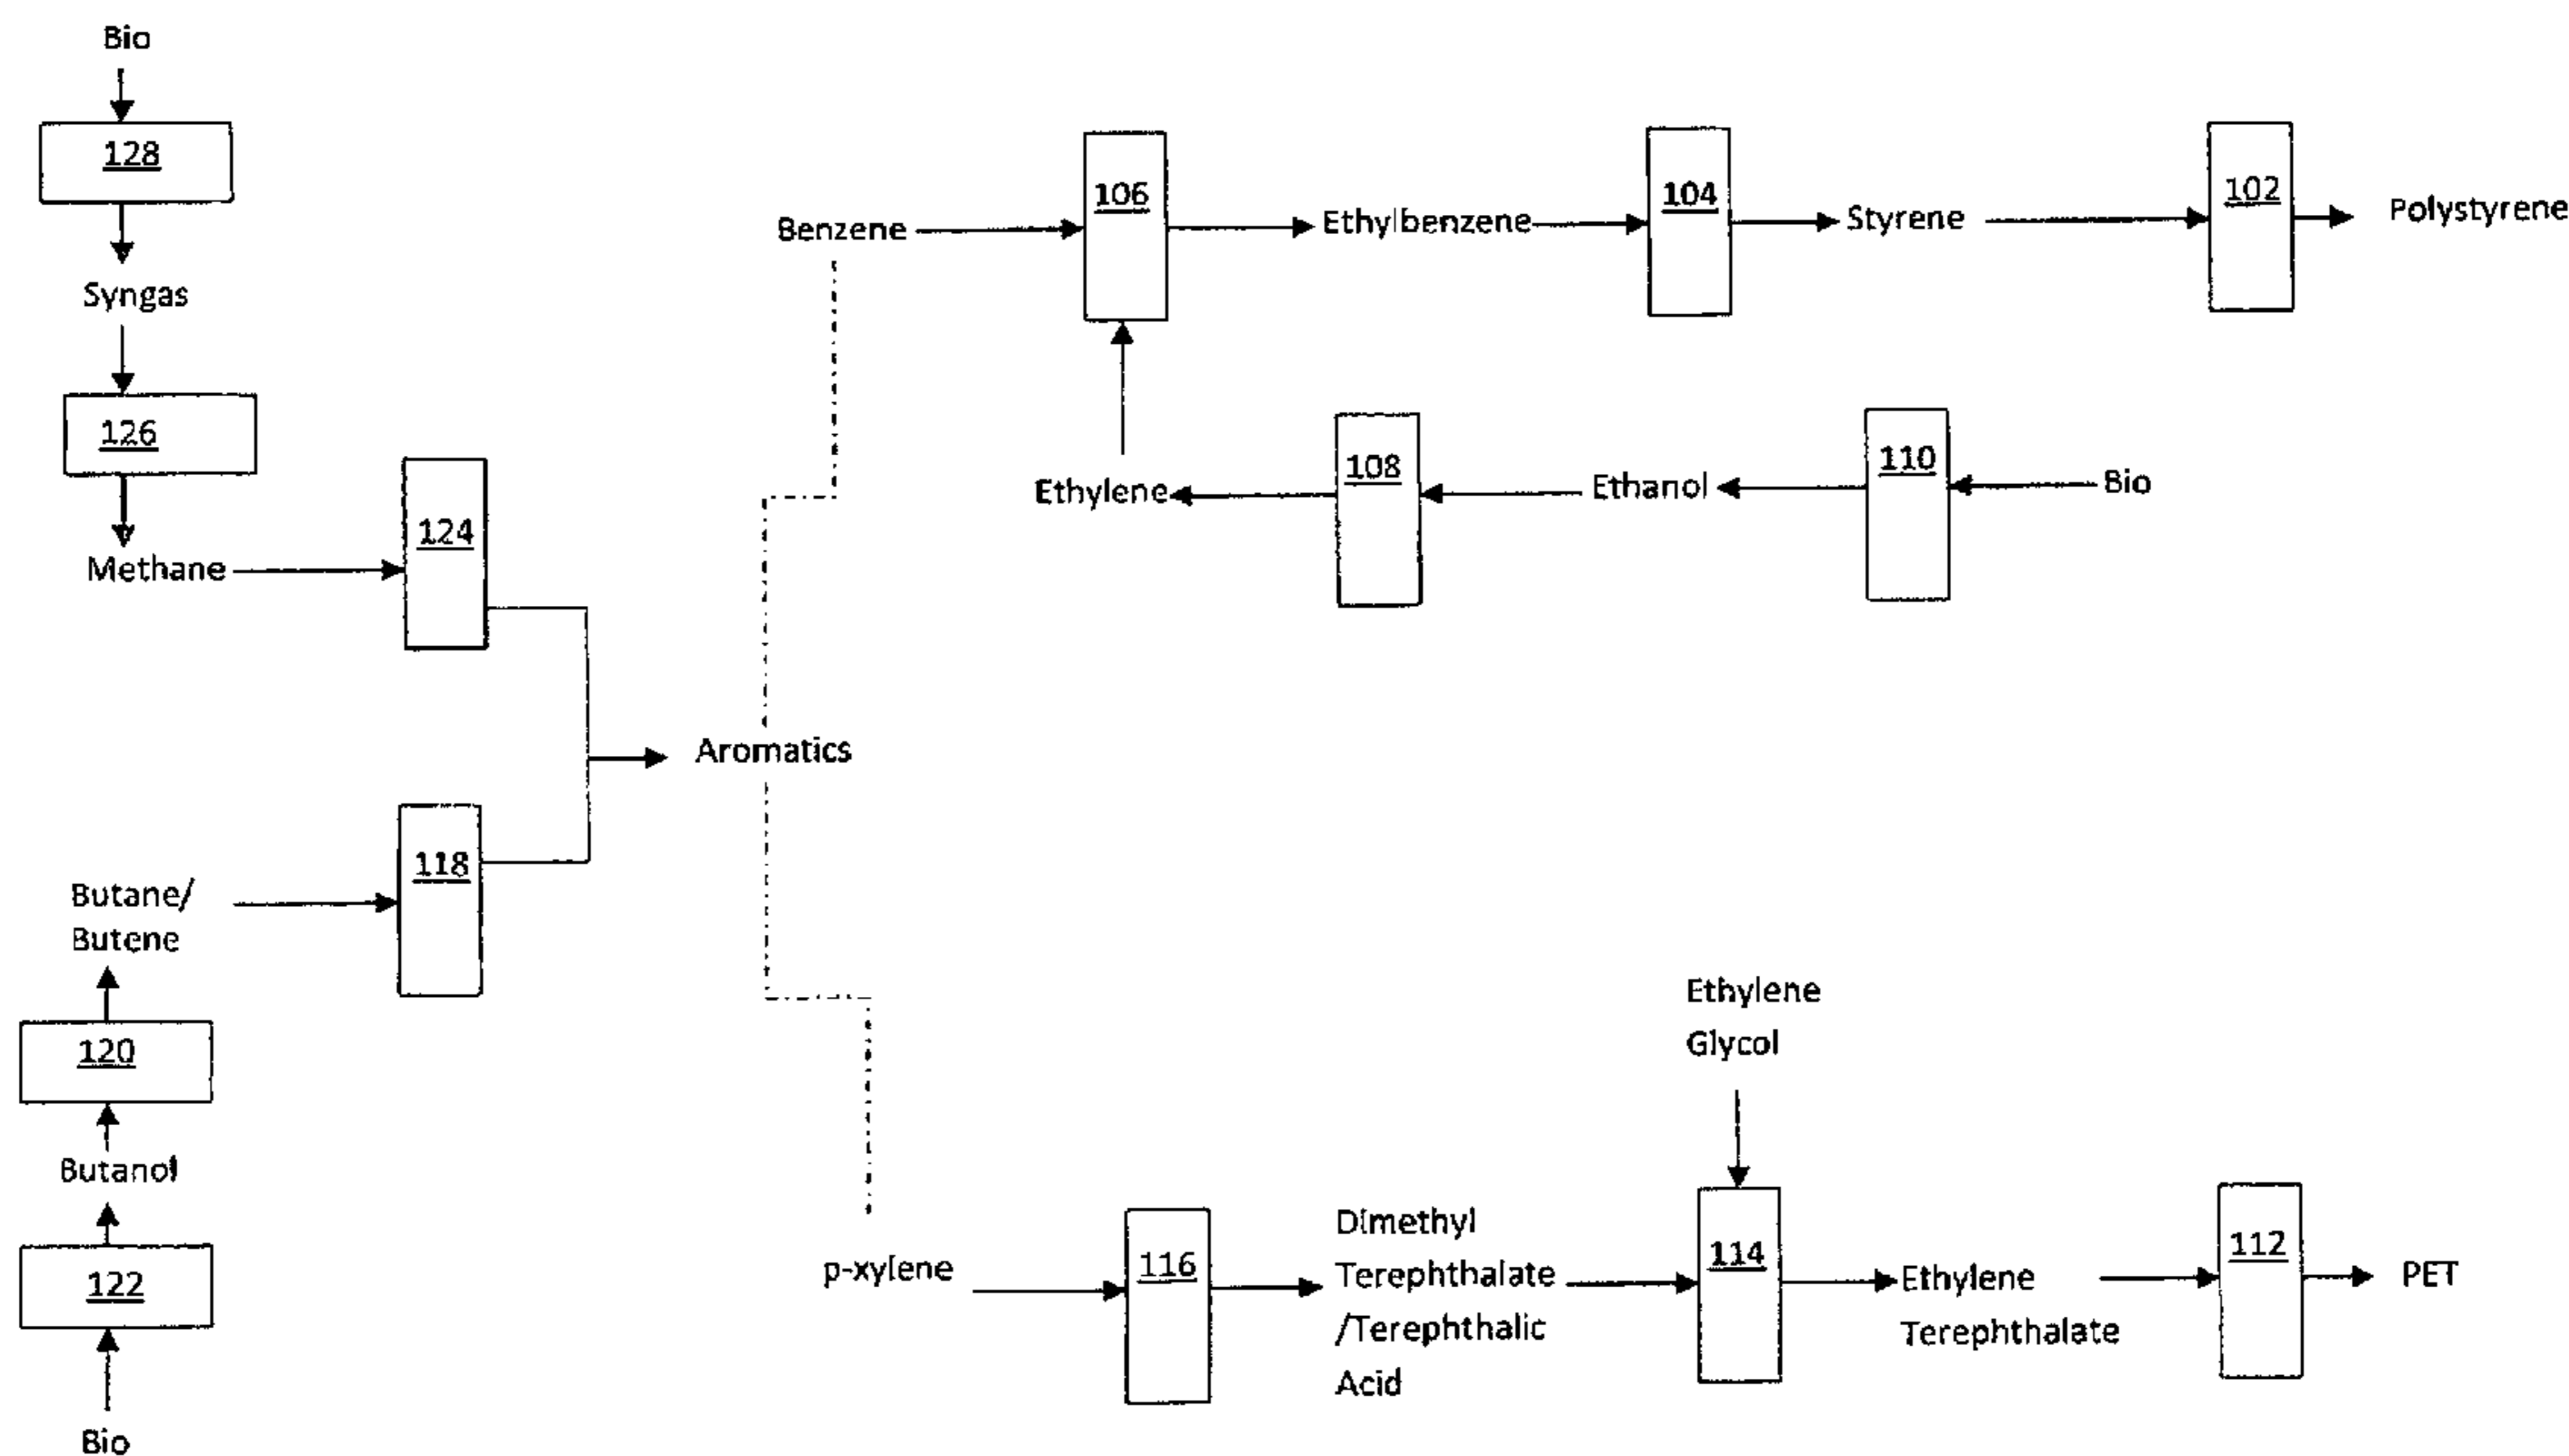 Bio
128
Syngas
126
Methane
124
Benzene
106
Ethylbenzene
104
Styrene
102
Polystyrene
Ethylene
108
Ethanol
110
Bio
Aromatics
118
Butane/
Butene
120
Butanol
122
Bio
p-xylene
116
Dimethyl
Terephthalate
/Terephthalic
Acid
Ethylene
Glycol
114
Ethylene
Terephthalate
112
PET